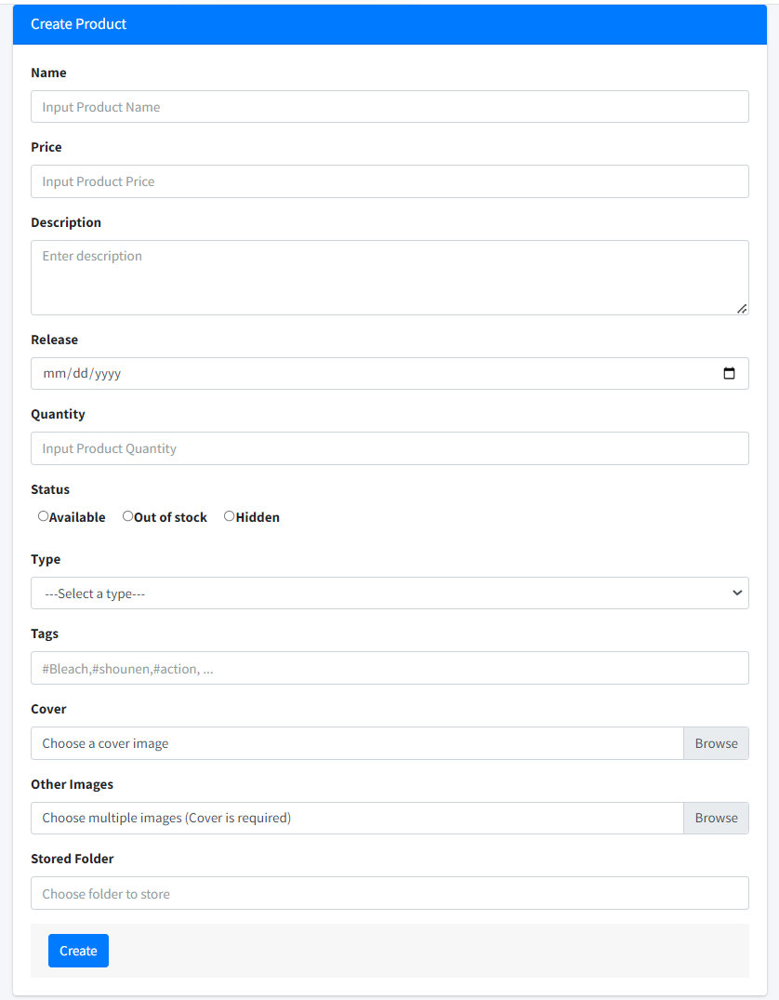 Create Product
Name
Input Product Name
Price
Input Product Price
Description
Enter description
Release
mm/dd/yyyy
Quantity
Input Product Quantity
Status
Available Out of stock Hidden
Type
---Select a type---
Tags
#Bleach,#shounen,#action, ...
Cover
Choose a cover image Browse
Other Images
Choose multiple images (Cover is required) Browse
Stored Folder
Choose folder to store
Create